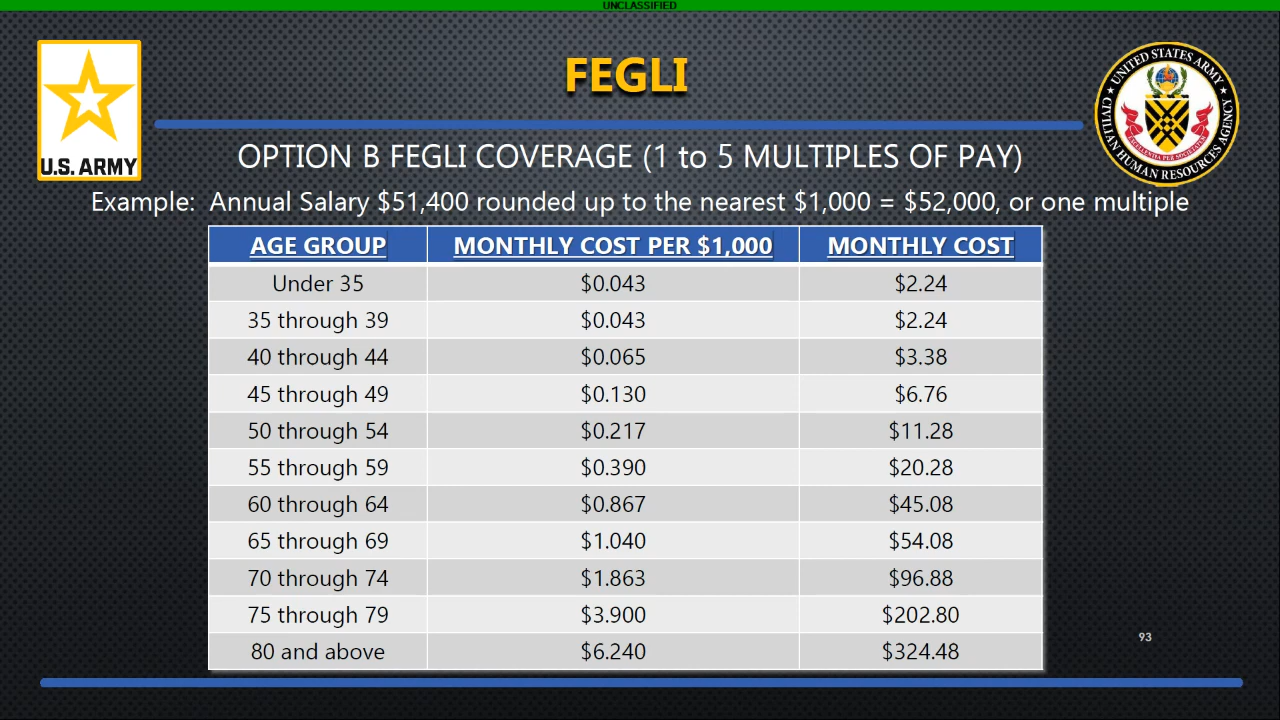 UNCLASSIFIED
FEGLI
U.S. ARMY
UNITED STATES ARMY
CIVILIAN HUMAN RESOURCES AGENCY
OPTION B FEGLI COVERAGE (1 to 5 MULTIPLES OF PAY)
Example: Annual Salary $51,400 rounded up to the nearest $1,000 = $52,000, or one multiple
AGE GROUP MONTHLY COST PER $1,000 MONTHLY COST
Under 35 $0.043 $2.24
35 through 39 $0.043 $2.24
40 through 44 $0.065 $3.38
45 through 49 $0.130 $6.76
50 through 54 $0.217 $11.28
55 through 59 $0.390 $20.28
60 through 64 $0.867 $45.08
65 through 69 $1.040 $54.08
70 through 74 $1.863 $96.88
75 through 79 $3.900 $202.80
80 and above $6.240 $324.48
93